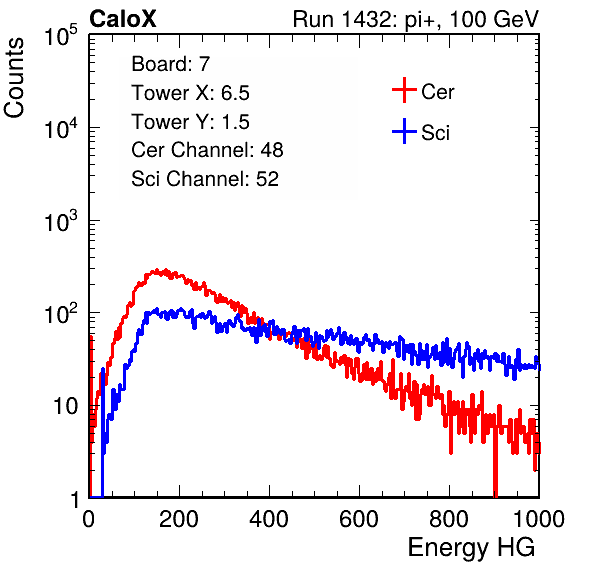 CaloX Run 1432: pi+, 100 GeV
Counts
10^5
10^4
10^3
10^2
10
1
Board: 7
Tower X: 6.5
Tower Y: 1.5
Cer Channel: 48
Sci Channel: 52
Cer
Sci
0 200 400 600 800 1000
Energy HG